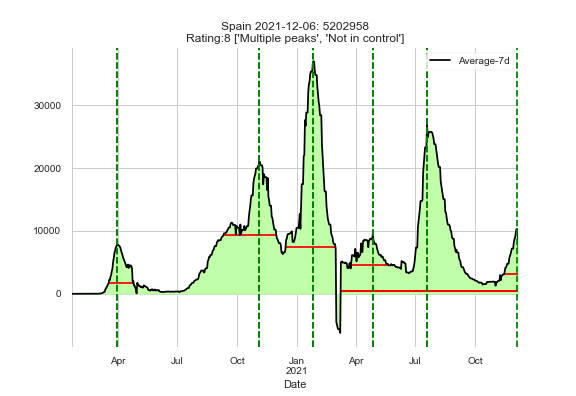 Spain 2021-12-06: 5202958
Rating:8 ['Multiple peaks', 'Not in control']
Average-7d
30000
20000
10000
0
Apr Jul Oct Jan Apr Jul Oct
2021
Date